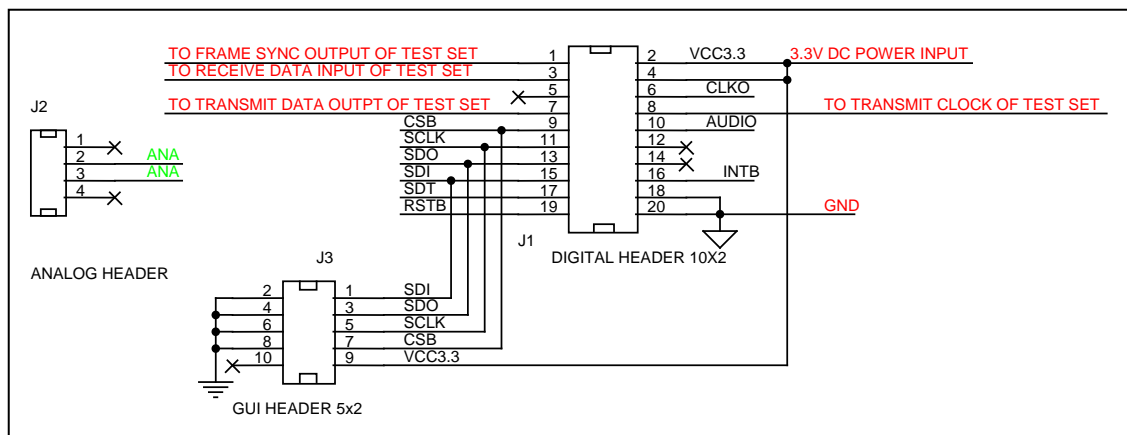 TO FRAME SYNC OUTPUT OF TEST SET 1 2 VCC3.3 3.3V DC POWER INPUT
TO RECEIVE DATA INPUT OF TEST SET 3 4
5 6 CLKO
TO TRANSMIT DATA OUTPT OF TEST SET 7 8 TO TRANSMIT CLOCK OF TEST SET
CSB 9 10 AUDIO
SCLK 11 12
SDO 13 14
SDI 15 16 INTB
SDT 17 18
RSTB 19 20 GND
J1
DIGITAL HEADER 10X2
J2
1
2 ANA
3 ANA
4
ANALOG HEADER
J3
2 1 SDI
4 3 SDO
6 5 SCLK
8 7 CSB
10 9 VCC3.3
GUI HEADER 5x2